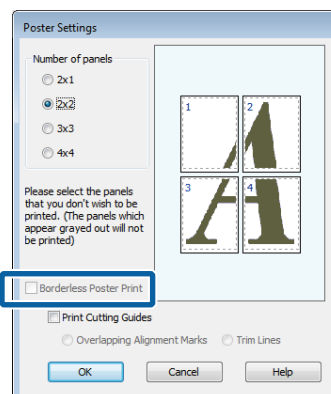 Poster Settings
Number of panels
2x1
2x2
3x3
4x4
Please select the panels
that you don't wish to be
printed. (The panels which
appear grayed out will not
be printed)
1
2
3
4
Borderless Poster Print
Print Cutting Guides
Overlapping Alignment Marks
Trim Lines
OK
Cancel
Help